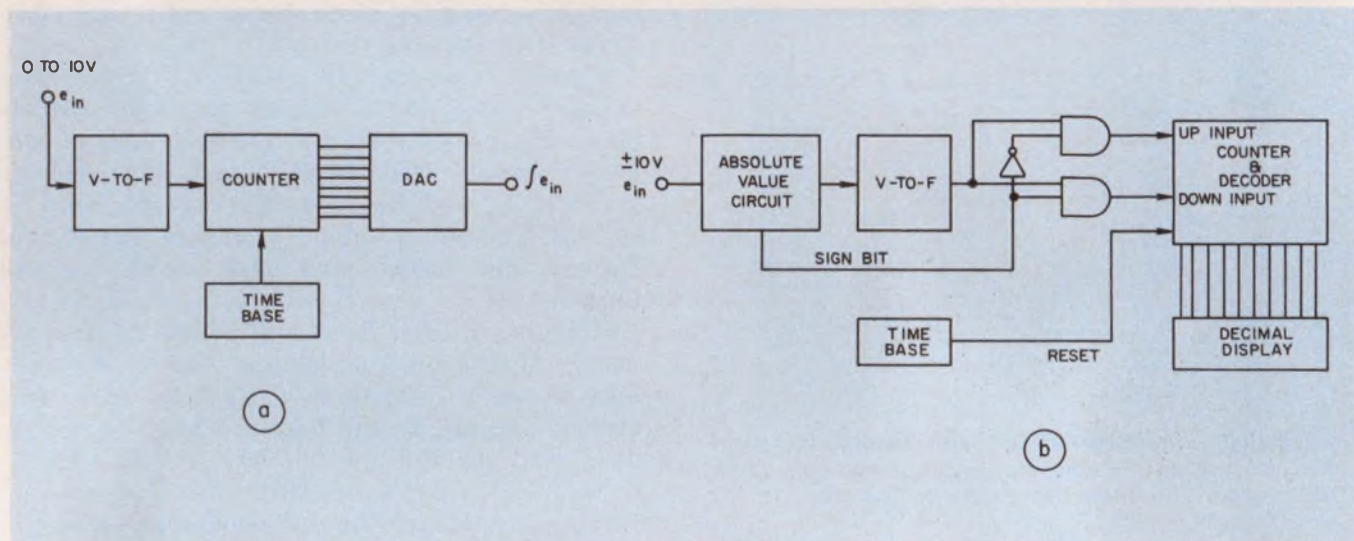 0 TO 10V
e in
V-TO-F
COUNTER
DAC
∫ e in
TIME
BASE
a
±10V
e in
ABSOLUTE
VALUE
CIRCUIT
V-TO-F
SIGN BIT
UP INPUT
COUNTER
&
DECODER
DOWN INPUT
TIME
BASE
RESET
DECIMAL
DISPLAY
b